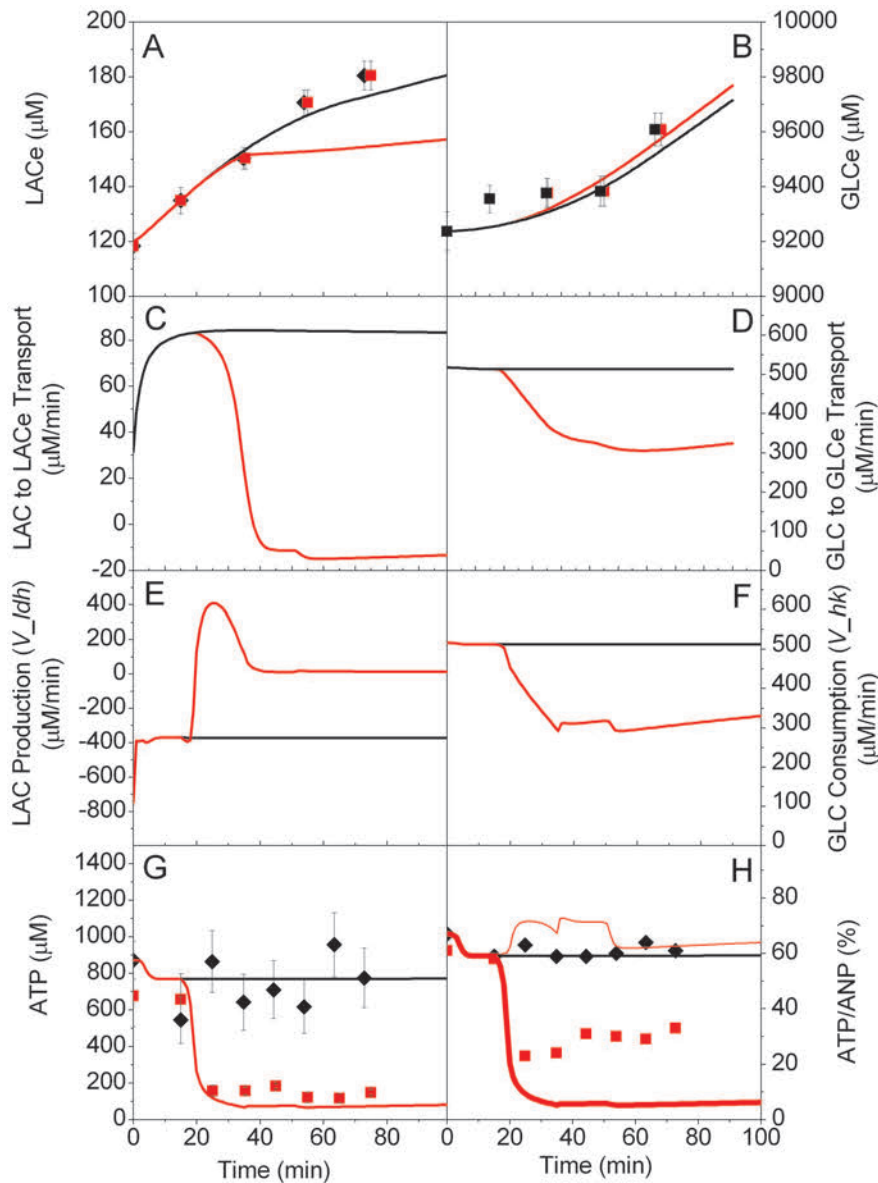 A
B
LACe (µM)
200
180
160
140
120
100
GLCe (µM)
10000
9800
9600
9400
9200
9000
C
D
LAC to LACe Transport
(µM/min)
80
60
40
20
0
-20
GLC to GLCe Transport
(µM/min)
600
500
400
300
200
100
0
E
F
LAC Production (V_ldh)
(µM/min)
400
200
0
-200
-400
-600
-800
GLC Consumption (V_hk)
(µM/min)
600
500
400
300
200
100
0
G
H
ATP
(µM)
1400
1200
1000
800
600
400
200
0
ATP/ANP (%)
80
60
40
20
0
0 20 40 60 80
0 20 40 60 80 100
Time (min)
Time (min)